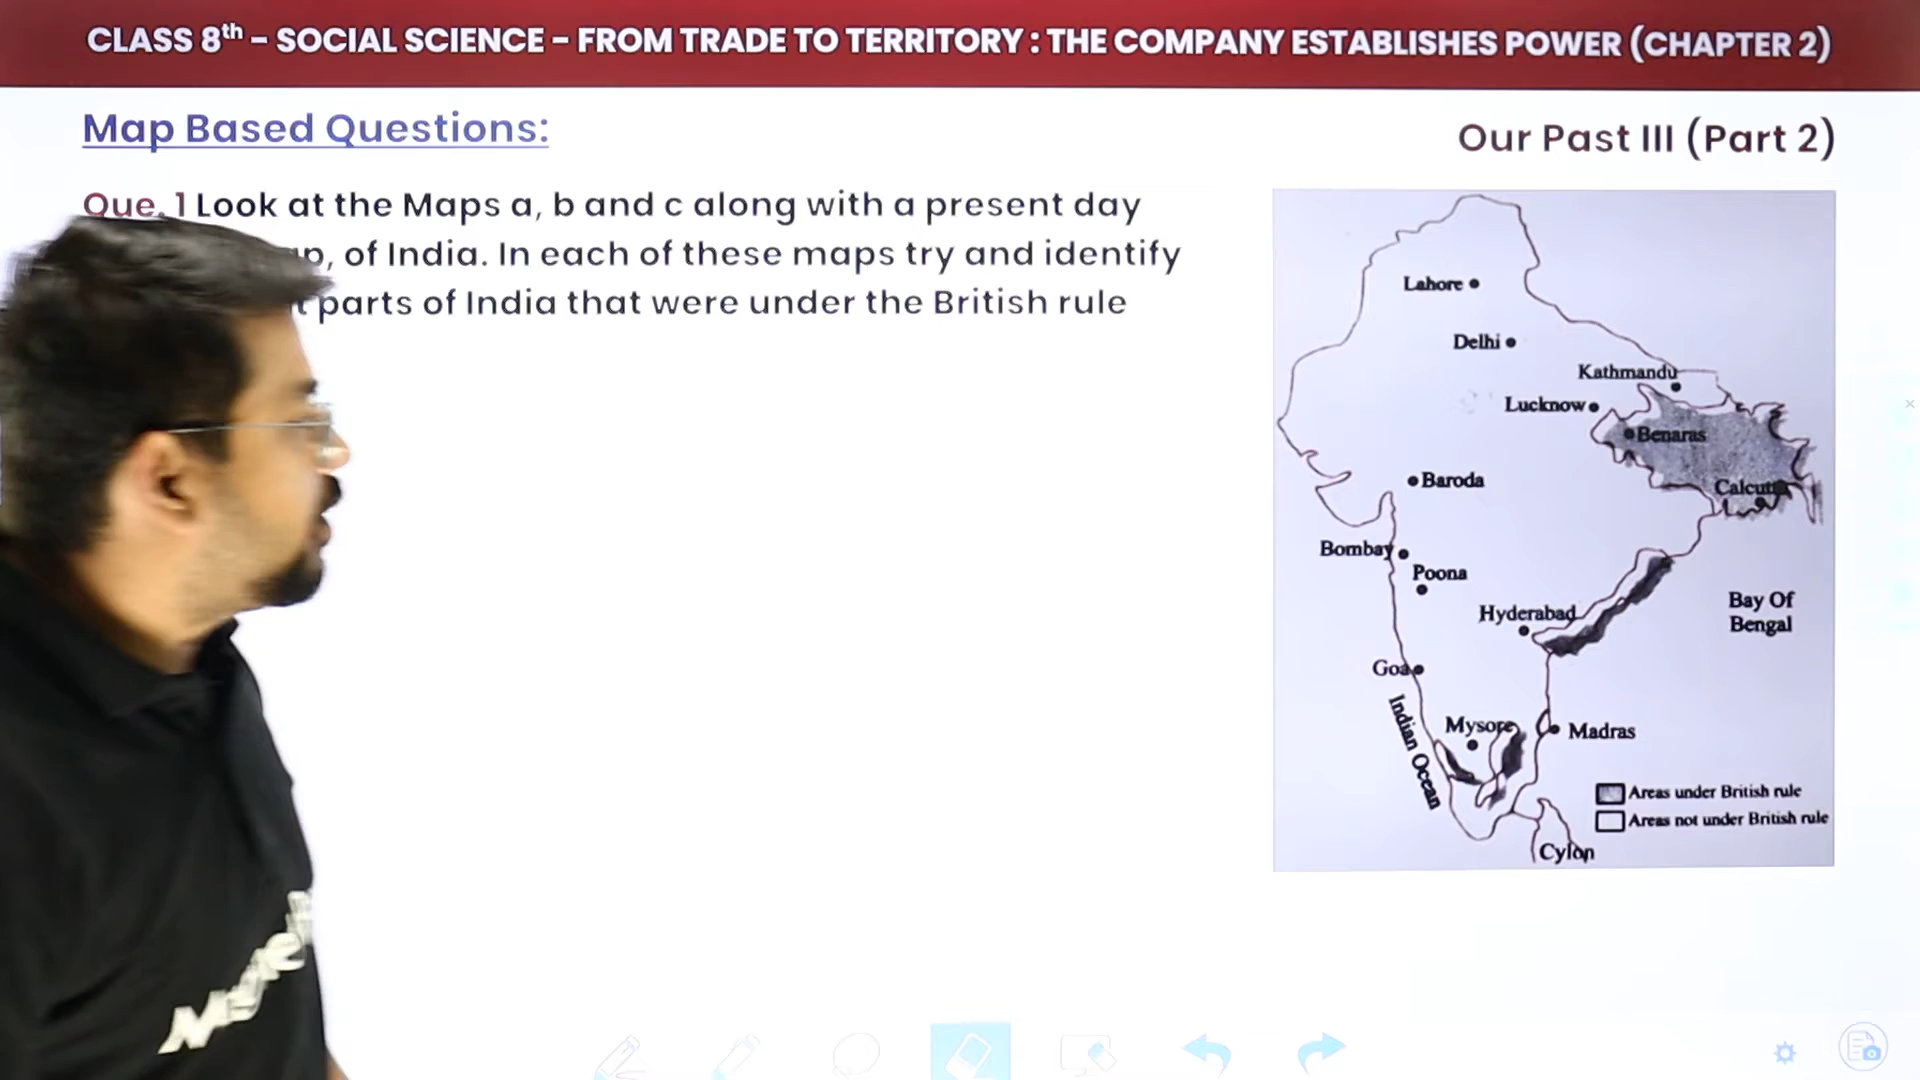 CLASS 8th - SOCIAL SCIENCE - FROM TRADE TO TERRITORY : THE COMPANY ESTABLISHES POWER (CHAPTER 2)
Map Based Questions:
Our Past III (Part 2)
Que. 1 Look at the Maps a, b and c along with a present day
of India. In each of these maps try and identify
parts of India that were under the British rule
Lahore
Delhi
Kathmandu
Lucknow
Benaras
Baroda
Bombay
Poona
Hyderabad
Bay Of
Bengal
Goa
Indian Ocean
Mysore
Madras
Areas under British rule
Areas not under British rule
Cylon